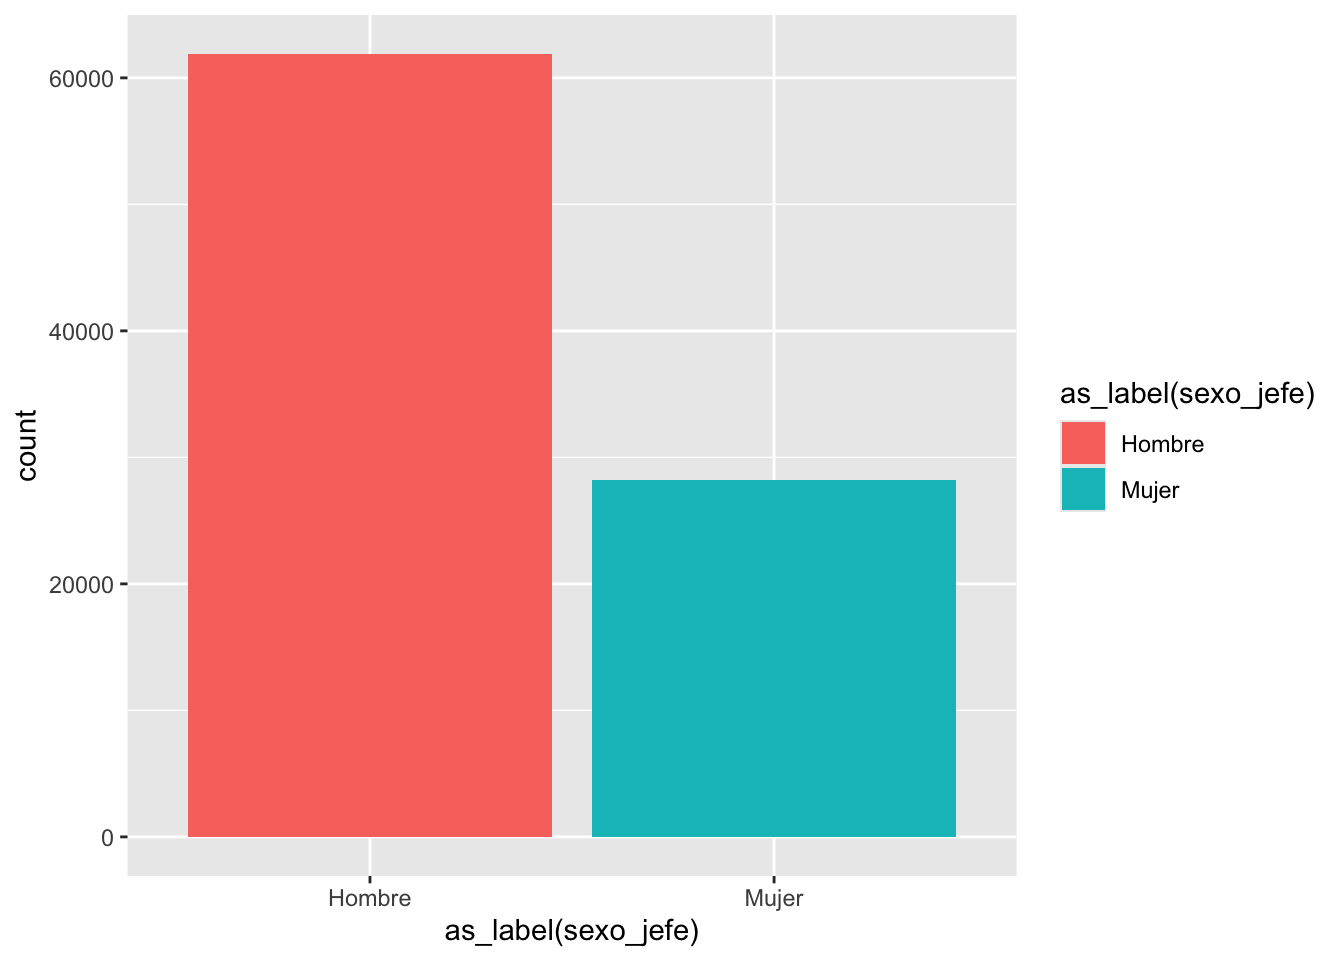 60000
40000
20000
0
count
Hombre
Mujer
as_label(sexo_jefe)
as_label(sexo_jefe)
Hombre
Mujer